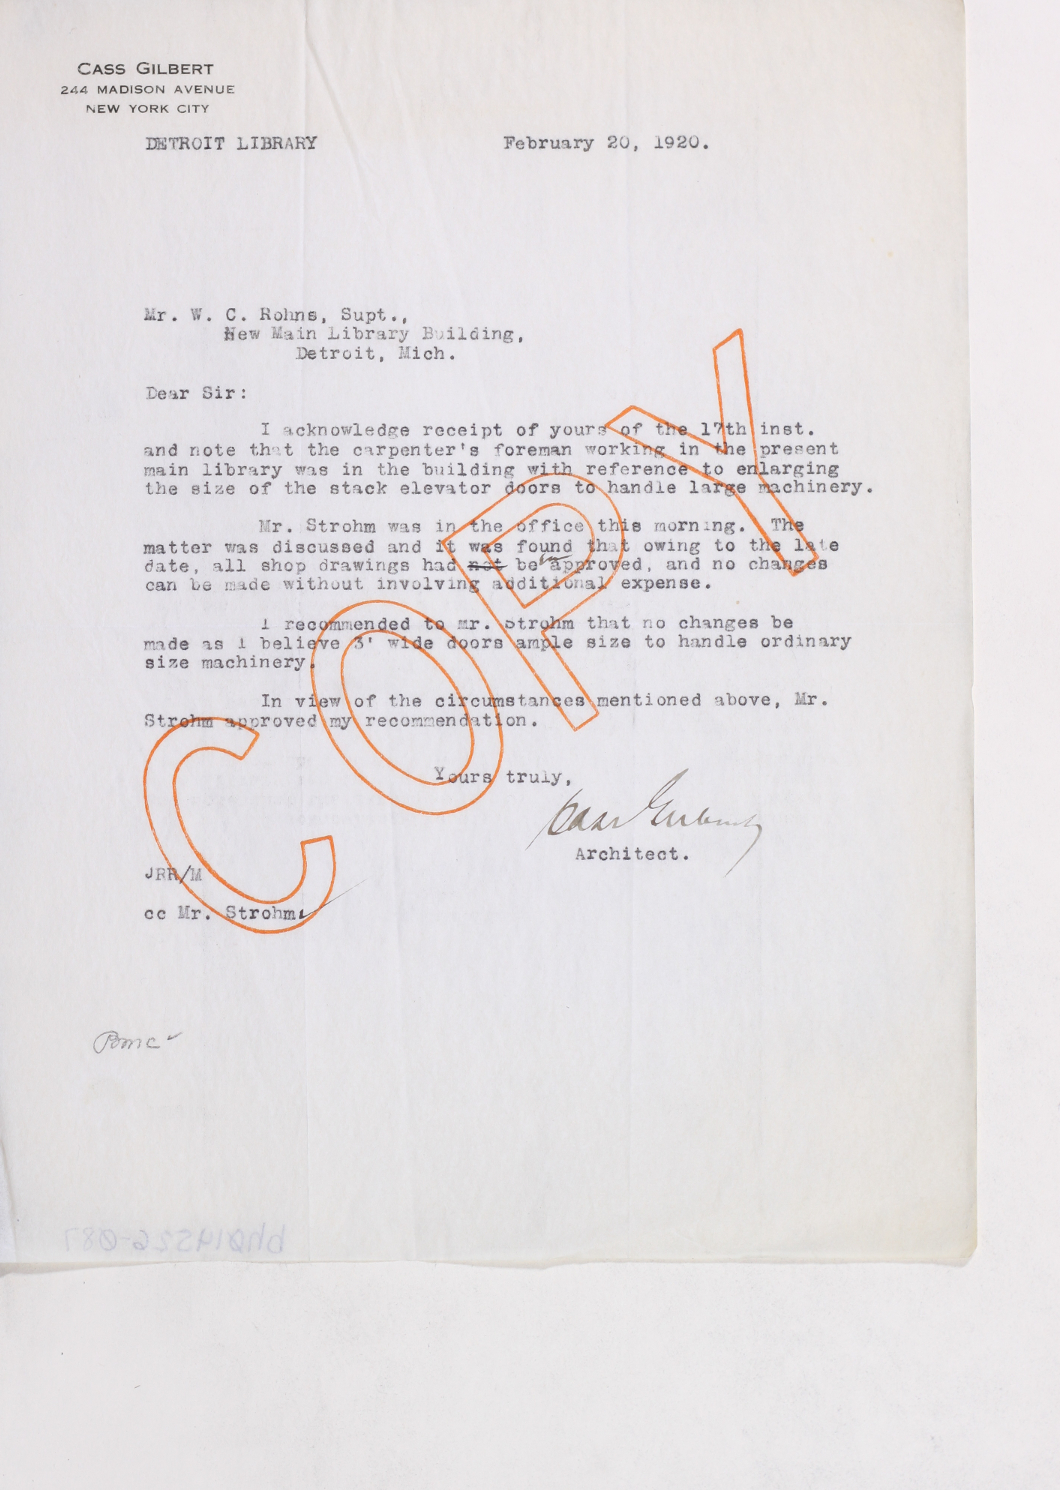 CASS GILBERT
244 MADISON AVENUE
NEW YORK CITY
DETROIT LIBRARY February 20, 1920.
Mr. W. C. Rohns, Supt.,
New Main Library Building,
Detroit, Mich.
Dear Sir:
I acknowledge receipt of yours of the 17th inst.
and note that the carpenter's foreman working in the present
main library was in the building with reference to enlarging
the size of the stack elevator doors to handle large machinery.
Mr. Strohm was in the office this morning. The
matter was discussed and it was found that owing to the late
date, all shop drawings had not be en approved, and no changes
can be made without involving additional expense.
I recommended to Mr. Strohm that no changes be
made as I believe 3' wide doors ample size to handle ordinary
size machinery.
In view of the circumstances mentioned above, Mr.
Strohm approved my recommendation.
Yours truly,
Cass Gilbert
Architect.
JRR/M
cc Mr. Strohm
COPY
bh014526-087